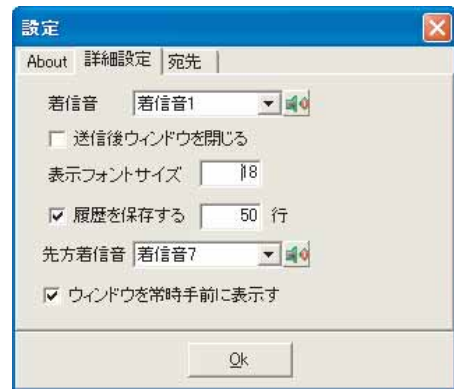 設定
About 詳細設定 宛先
着信音 着信音1
送信後ウィンドウを閉じる
表示フォントサイズ 18
履歴を保存する 50 行
先方着信音 着信音7
ウィンドウを常時手前に表示す
Ok